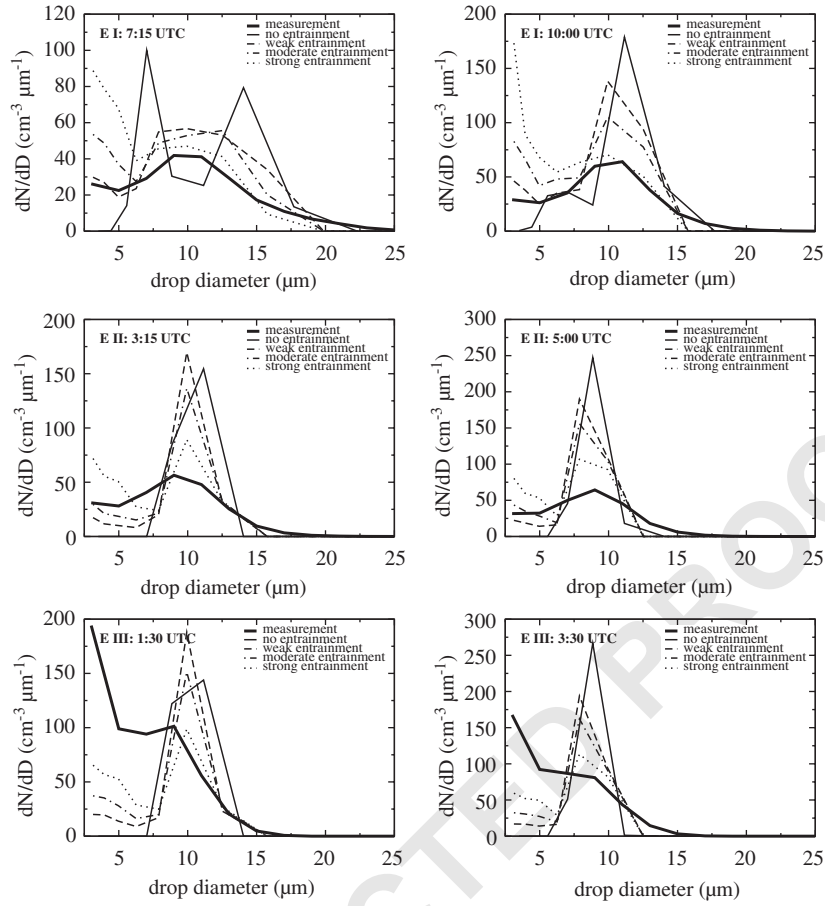 E I: 7:15 UTC
measurement
no entrainment
weak entrainment
moderate entrainment
strong entrainment
120
100
80
60
40
20
0
dN/dD (cm⁻³ µm⁻¹)
5 10 15 20 25
drop diameter (µm)
E I: 10:00 UTC
measurement
no entrainment
weak entrainment
moderate entrainment
strong entrainment
200
150
100
50
0
dN/dD (cm⁻³ µm⁻¹)
5 10 15 20 25
drop diameter (µm)
E II: 3:15 UTC
measurement
no entrainment
weak entrainment
moderate entrainment
strong entrainment
200
150
100
50
0
dN/dD (cm⁻³ µm⁻¹)
5 10 15 20 25
drop diameter (µm)
E II: 5:00 UTC
measurement
no entrainment
weak entrainment
moderate entrainment
strong entrainment
300
250
200
150
100
50
0
dN/dD (cm⁻³ µm⁻¹)
5 10 15 20 25
drop diameter (µm)
E III: 1:30 UTC
measurement
no entrainment
weak entrainment
moderate entrainment
strong entrainment
200
150
100
50
0
dN/dD (cm⁻³ µm⁻¹)
5 10 15 20 25
drop diameter (µm)
E III: 3:30 UTC
measurement
no entrainment
weak entrainment
moderate entrainment
strong entrainment
300
250
200
150
100
50
0
dN/dD (cm⁻³ µm⁻¹)
5 10 15 20 25
drop diameter (µm)
CTED PROO